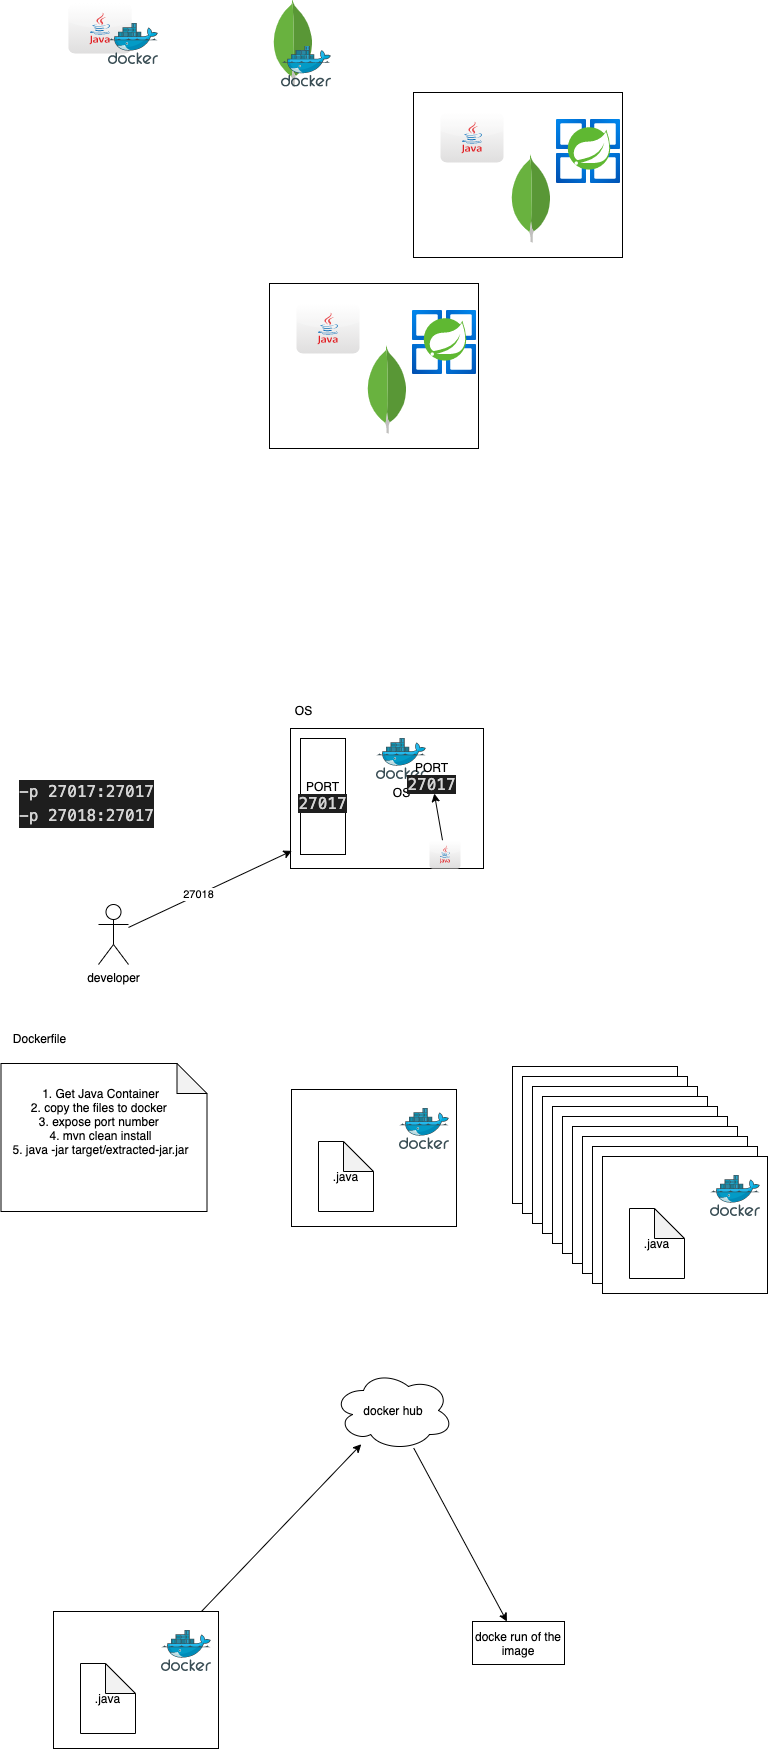 Java
docker
docker
Java
Java
OS
PORT
27017
PORT
27017
docker
OS
Java
-p 27017:27017
-p 27018:27017
27018
developer
Dockerfile
1. Get Java Container
2. copy the files to docker
3. expose port number
4. mvn clean install
5. java -jar target/extracted-jar.jar
docker
.java
docker
.java
docker hub
docker
.java
docke run of the
image